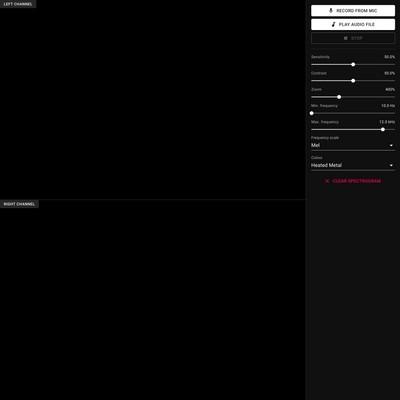 LEFT CHANNEL
RECORD FROM MIC
PLAY AUDIO FILE
STOP
Sensitivity 50.0%
Contrast 50.0%
Zoom 400%
Min. frequency 10.0 Hz
Max. frequency 12.0 kHz
Frequency scale
Mel
Colour
Heated Metal
CLEAR SPECTROGRAM
RIGHT CHANNEL